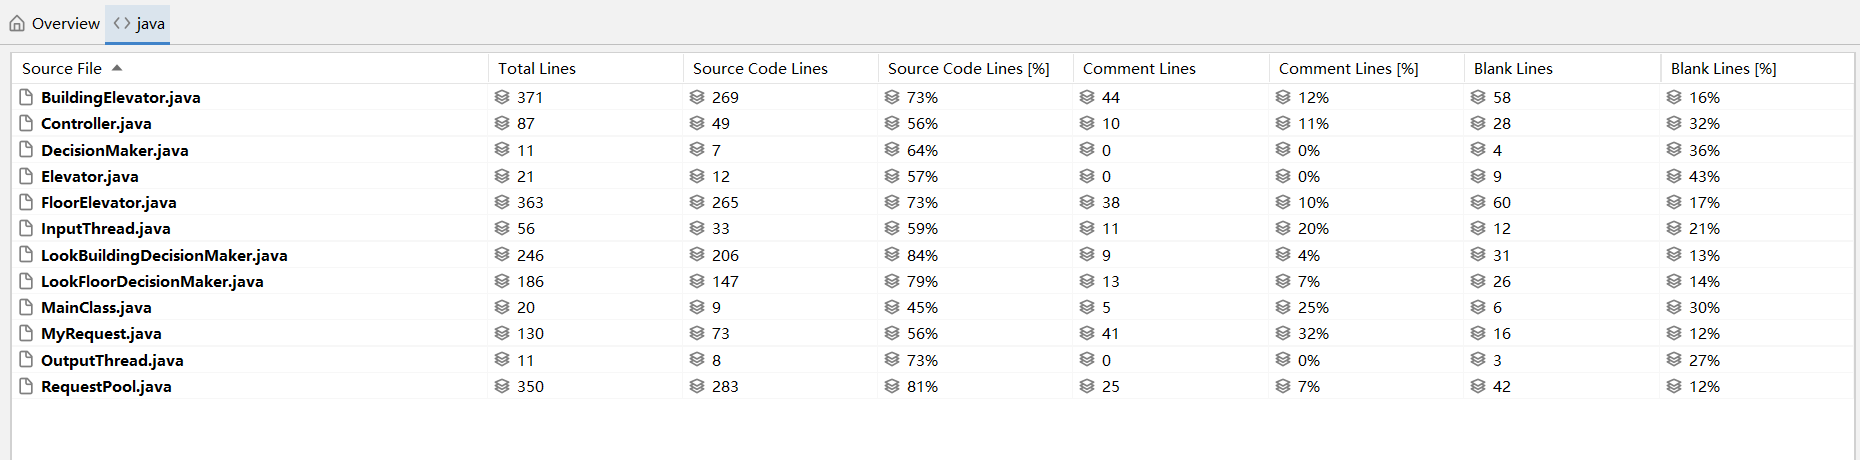 Overview java
Source File Total Lines Source Code Lines Source Code Lines [%] Comment Lines Comment Lines [%] Blank Lines Blank Lines [%]
BuildingElevator.java 371 269 73% 44 12% 58 16%
Controller.java 87 49 56% 10 11% 28 32%
DecisionMaker.java 11 7 64% 0 0% 4 36%
Elevator.java 21 12 57% 0 0% 9 43%
FloorElevator.java 363 265 73% 38 10% 60 17%
InputThread.java 56 33 59% 11 20% 12 21%
LookBuildingDecisionMaker.java 246 206 84% 9 4% 31 13%
LookFloorDecisionMaker.java 186 147 79% 13 7% 26 14%
MainClass.java 20 9 45% 5 25% 6 30%
MyRequest.java 130 73 56% 41 32% 16 12%
OutputThread.java 11 8 73% 0 0% 3 27%
RequestPool.java 350 283 81% 25 7% 42 12%